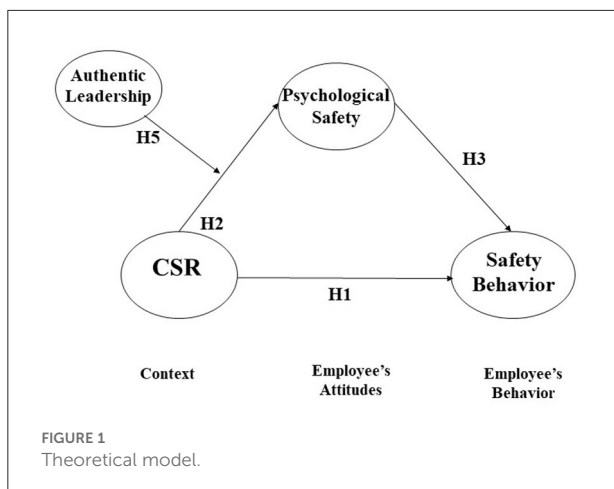 Authentic
Leadership
Psychological
Safety
H5
H3
H2
CSR
Safety
Behavior
H1
Context
Employee's
Attitudes
Employee's
Behavior
FIGURE 1
Theoretical model.